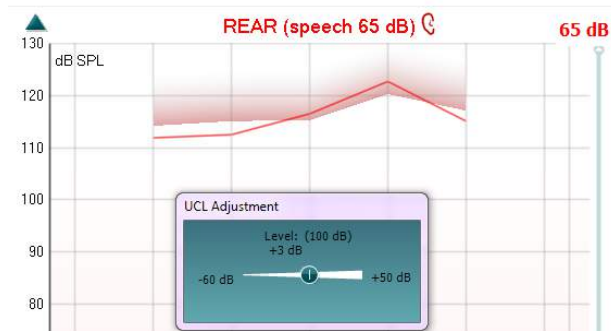 REAR (speech 65 dB)
65 dB
130
dB SPL
120
110
100
UCL Adjustment
Level: (100 dB)
+3 dB
-60 dB
+50 dB
90
80